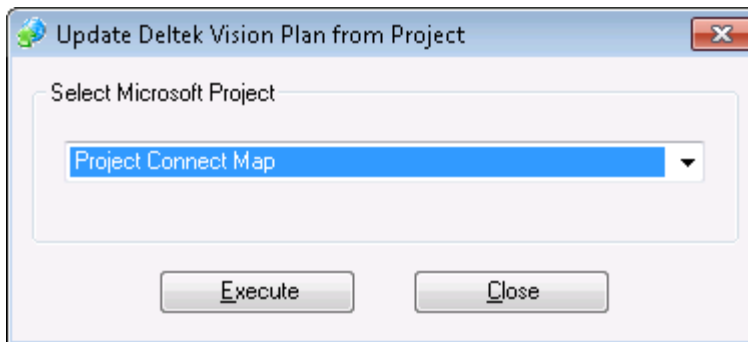 Update Deltek Vision Plan from Project
Select Microsoft Project
Project Connect Map
Execute Close